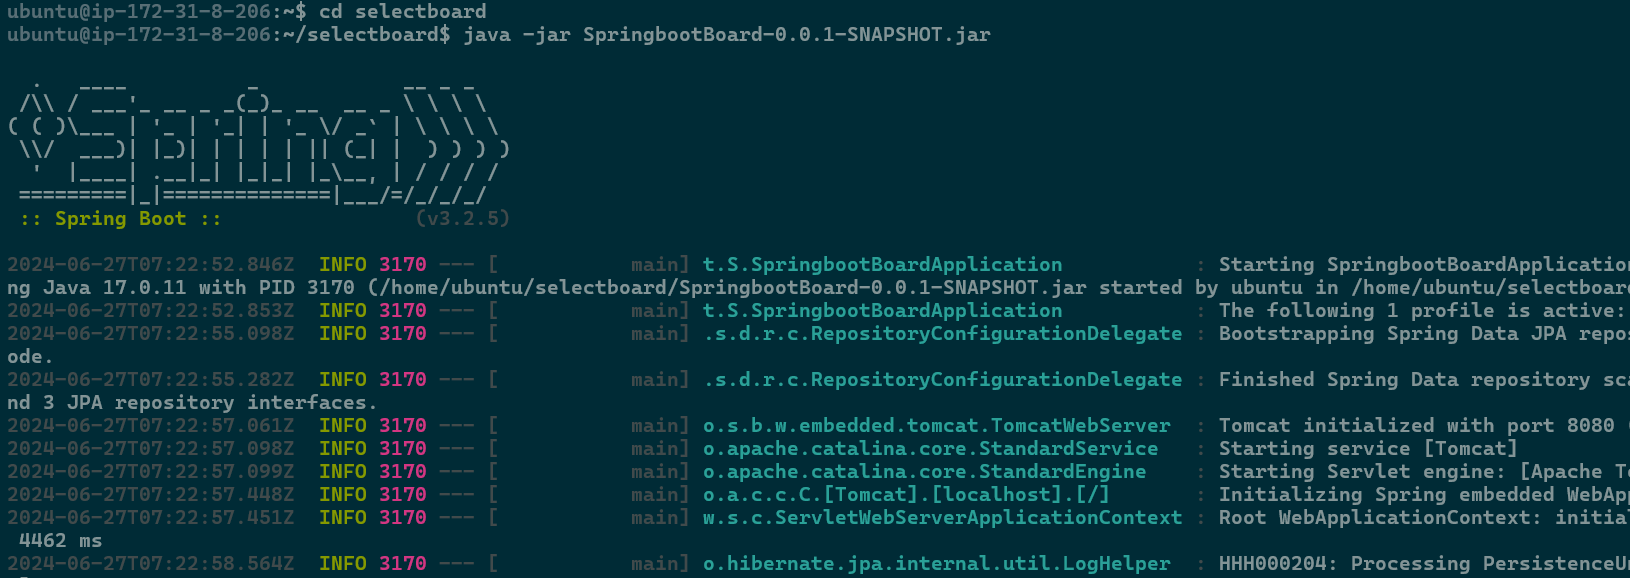 ubuntu@ip-172-31-8-206:~$ cd selectboard
ubuntu@ip-172-31-8-206:~/selectboard$ java -jar SpringbootBoard-0.0.1-SNAPSHOT.jar
  .   ____          _            __ _ _
 /\\ / ___'_ __ _ _(_)_ __  __ _ \ \ \ \
( ( )\___ | '_ | '_| | '_ \/ _` | \ \ \ \
 \\/  ___)| |_)| | | | | || (_| |  ) ) ) )
  '  |____| .__|_| |_|_| |_\__, | / / / /
 =========|_|==============|___/=/_/_/_/
 :: Spring Boot ::                (v3.2.5)
2024-06-27T07:22:52.846Z  INFO 3170 --- [           main] t.S.SpringbootBoardApplication           : Starting SpringbootBoardApplication
ng Java 17.0.11 with PID 3170 (/home/ubuntu/selectboard/SpringbootBoard-0.0.1-SNAPSHOT.jar started by ubuntu in /home/ubuntu/selectboard
2024-06-27T07:22:52.853Z  INFO 3170 --- [           main] t.S.SpringbootBoardApplication           : The following 1 profile is active:
2024-06-27T07:22:55.098Z  INFO 3170 --- [           main] .s.d.r.c.RepositoryConfigurationDelegate : Bootstrapping Spring Data JPA repos
ode.
2024-06-27T07:22:55.282Z  INFO 3170 --- [           main] .s.d.r.c.RepositoryConfigurationDelegate : Finished Spring Data repository sca
nd 3 JPA repository interfaces.
2024-06-27T07:22:57.061Z  INFO 3170 --- [           main] o.s.b.w.embedded.tomcat.TomcatWebServer  : Tomcat initialized with port 8080 (
2024-06-27T07:22:57.098Z  INFO 3170 --- [           main] o.apache.catalina.core.StandardService   : Starting service [Tomcat]
2024-06-27T07:22:57.099Z  INFO 3170 --- [           main] o.apache.catalina.core.StandardEngine    : Starting Servlet engine: [Apache To
2024-06-27T07:22:57.448Z  INFO 3170 --- [           main] o.a.c.c.C.[Tomcat].[localhost].[/]       : Initializing Spring embedded WebApp
2024-06-27T07:22:57.451Z  INFO 3170 --- [           main] w.s.c.ServletWebServerApplicationContext : Root WebApplicationContext: initial
 4462 ms
2024-06-27T07:22:58.564Z  INFO 3170 --- [           main] o.hibernate.jpa.internal.util.LogHelper  : HHH000204: Processing PersistenceUn